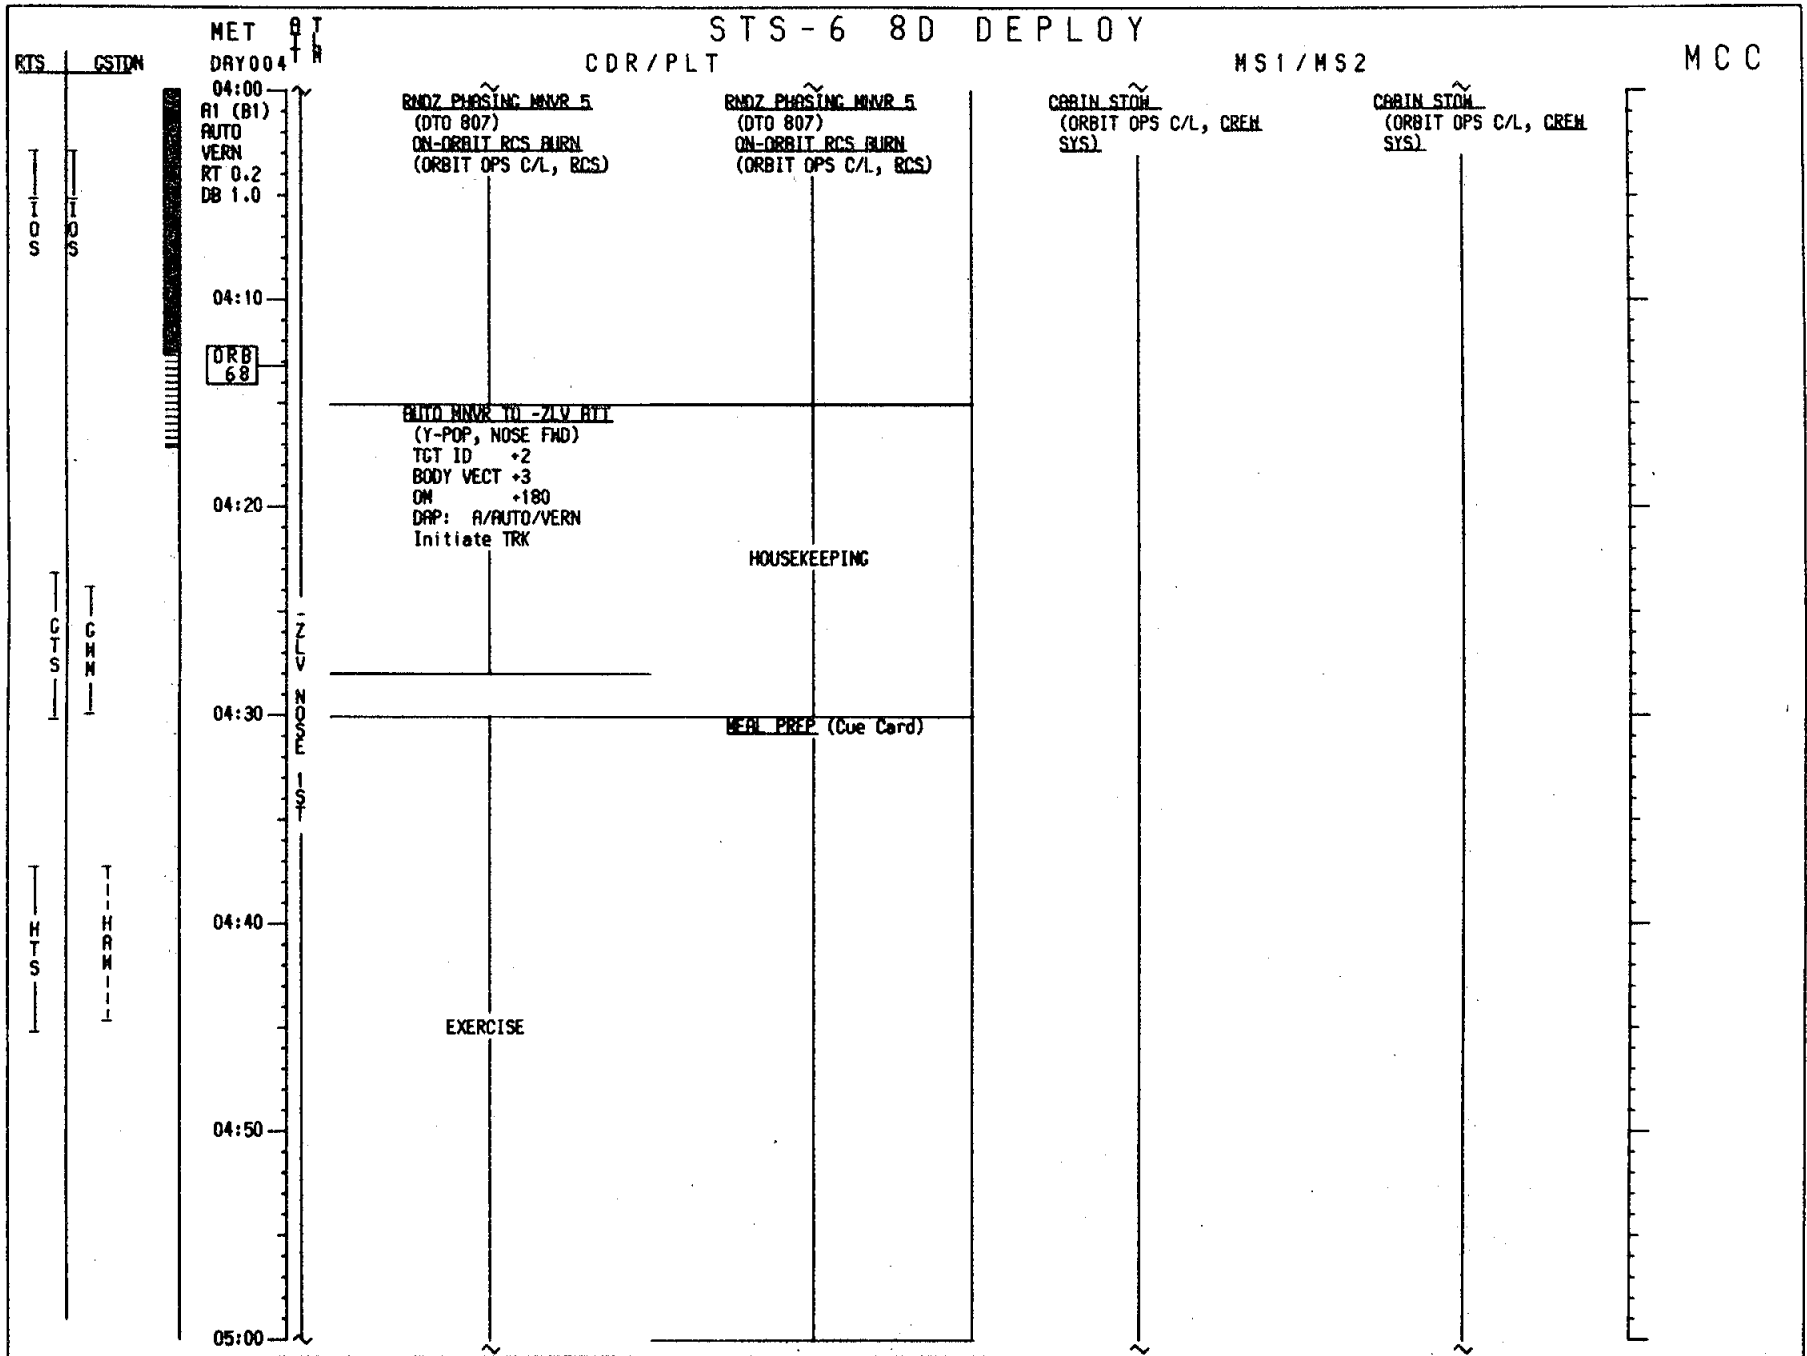 STS-6 8D DEPLOY
MET
ATT
TLM
RTS GSTDN DAY004 CDR/PLT MS1/MS2 MCC
04:00
A1 (B1)
AUTO
VERN
RT 0.2
DB 1.0
RNDZ PHASING MNVR 5
(DTO 807)
ON-ORBIT RCS BURN
(ORBIT OPS C/L, RCS)
RNDZ PHASING MNVR 5
(DTO 807)
ON-ORBIT RCS BURN
(ORBIT OPS C/L, RCS)
CABIN STOW
(ORBIT OPS C/L, CREW
SYS)
CABIN STOW
(ORBIT OPS C/L, CREW
SYS)
IOS
IOS
04:10
ORB
68
AUTO MNVR TO -ZLV ATT
(Y-POP, NOSE FWD)
TGT ID +2
BODY VECT +3
OM +180
DAP: A/AUTO/VERN
Initiate TRK
04:20
HOUSEKEEPING
GTS
GWM
-ZLV NOSE 1ST
04:30
MEAL PREP (Cue Card)
HTS
HAW
04:40
EXERCISE
04:50
05:00